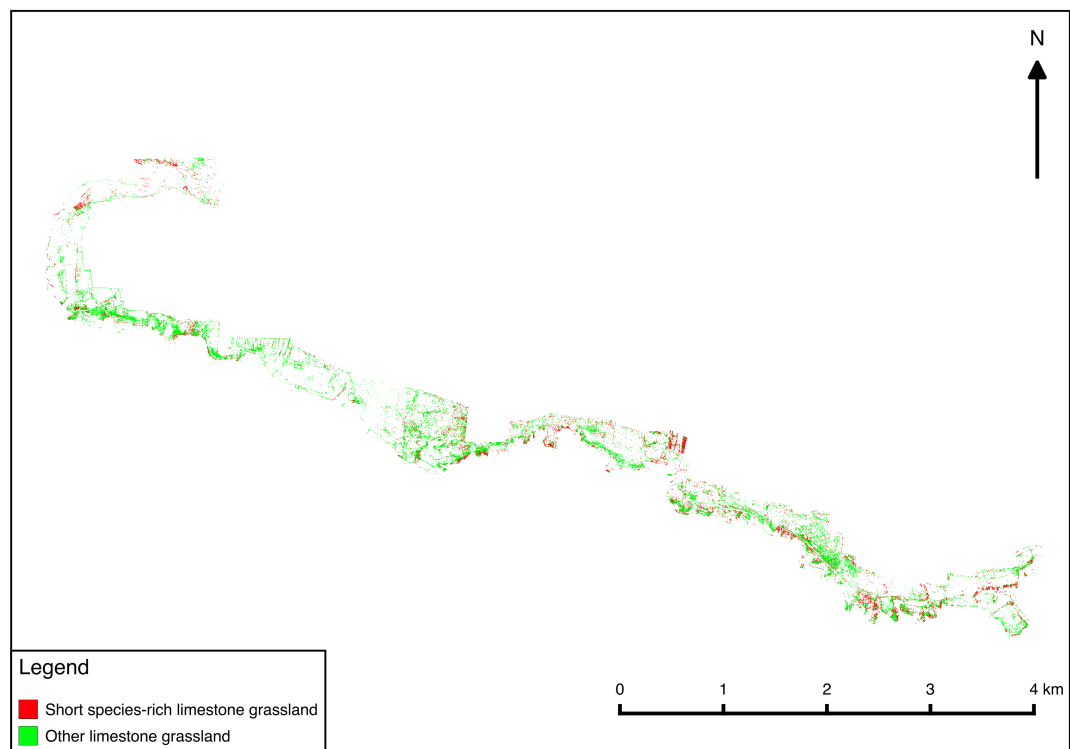 N
Legend
Short species-rich limestone grassland
Other limestone grassland
0 1 2 3 4 km